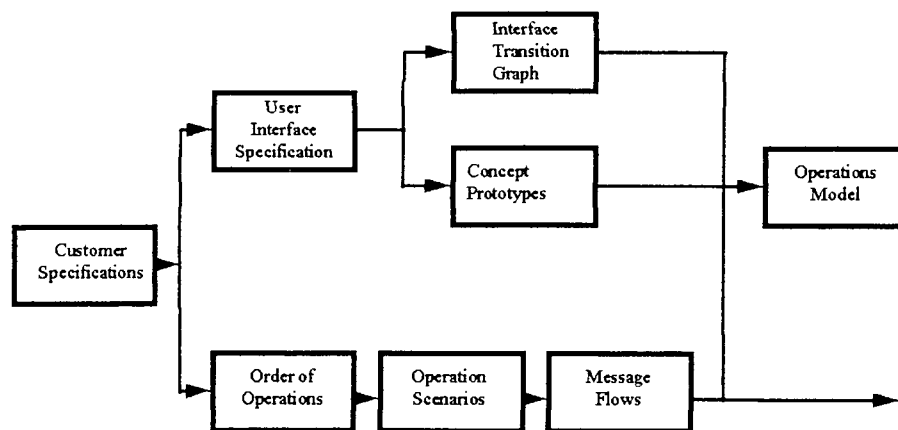 Interface
Transition
Graph
User
Interface
Specification
Concept
Prototypes
Operations
Model
Customer
Specifications
Order of
Operations
Operation
Scenarios
Message
Flows